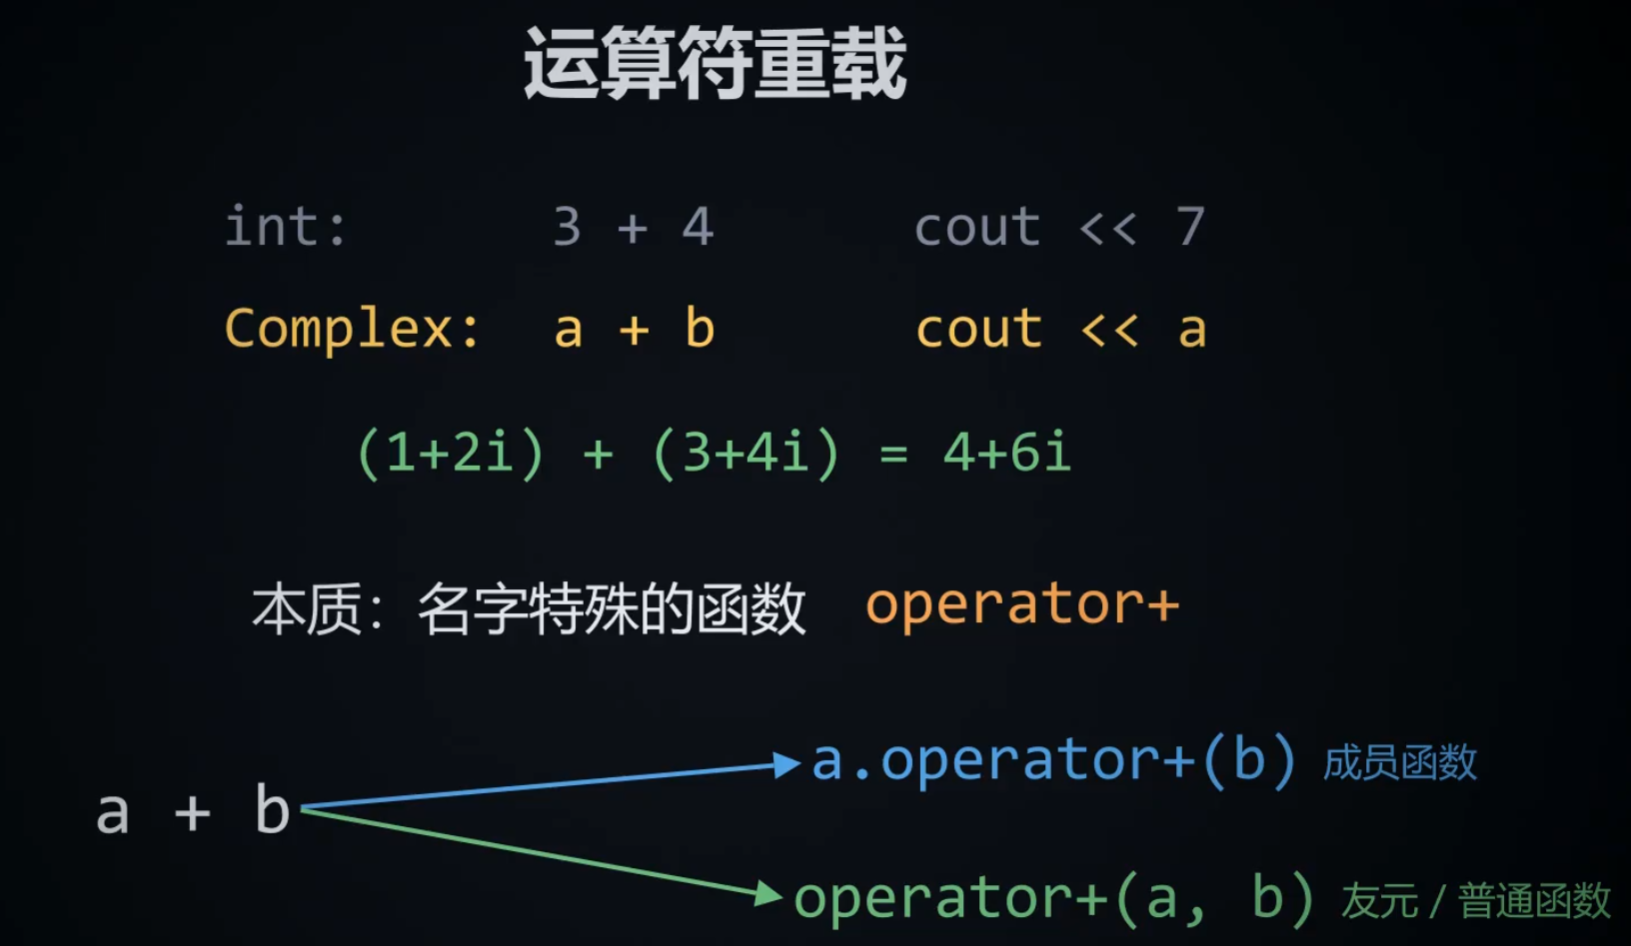 运算符重载
int: 3 + 4 cout << 7
Complex: a + b cout << a
(1+2i) + (3+4i) = 4+6i
本质：名字特殊的函数 operator+
a.operator+(b) 成员函数
a + b
operator+(a, b) 友元 / 普通函数